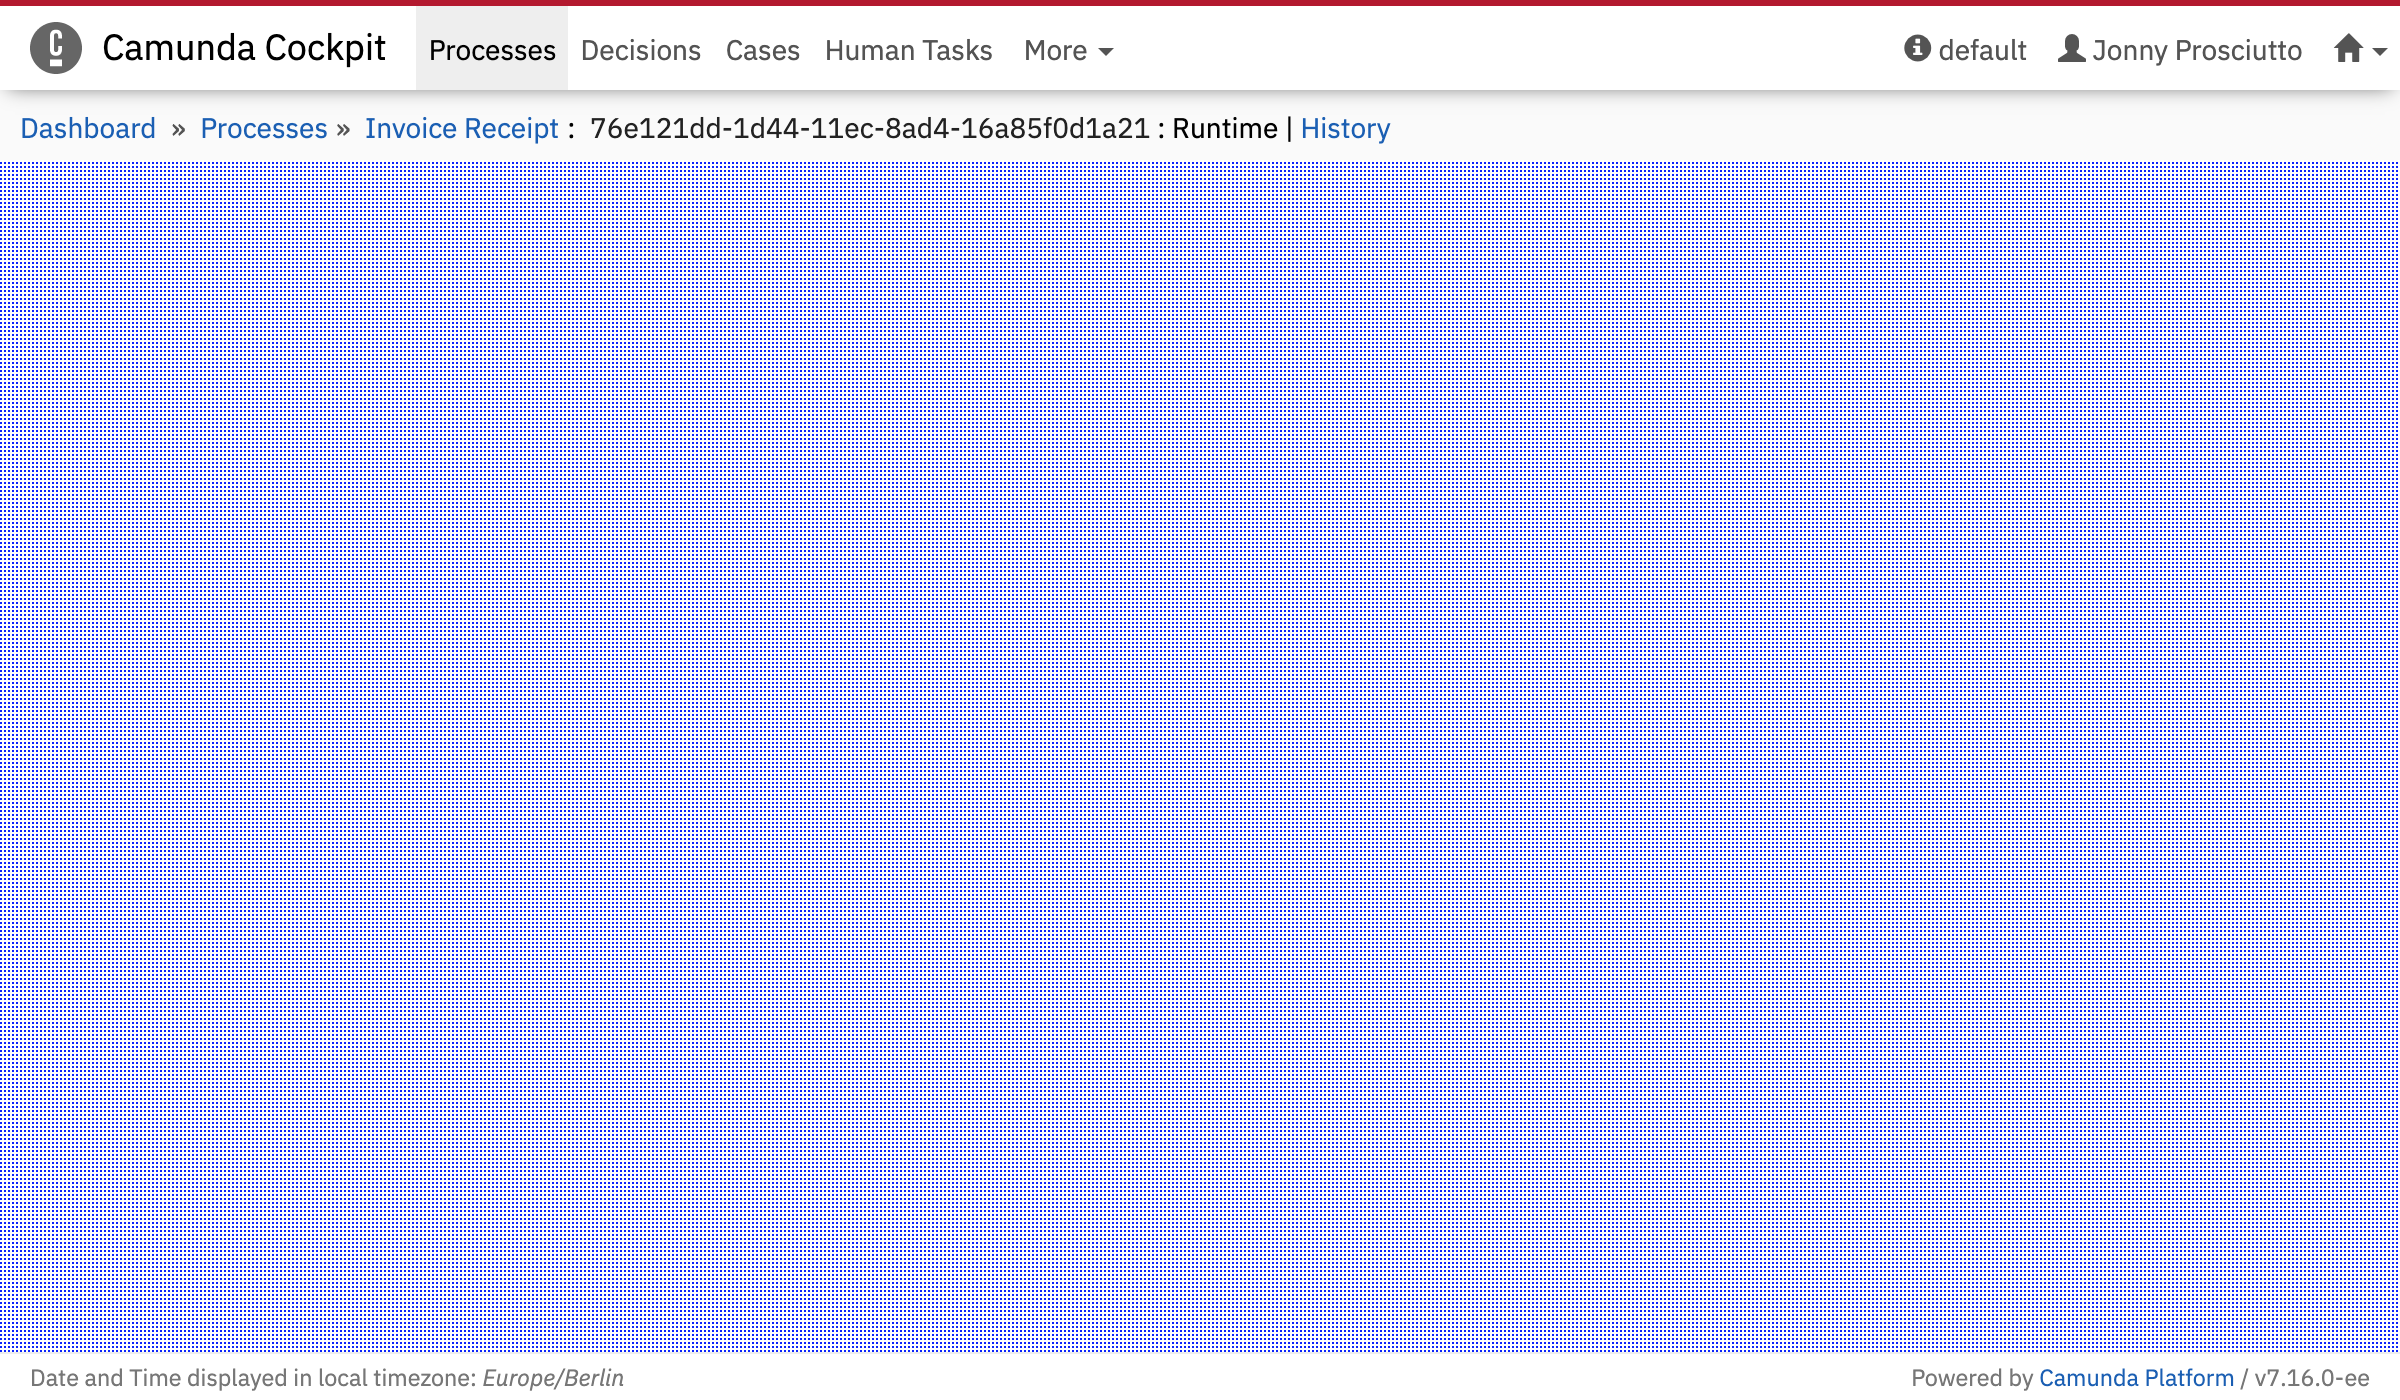 Camunda Cockpit Processes Decisions Cases Human Tasks More default Jonny Prosciutto
Dashboard » Processes » Invoice Receipt : 76e121dd-1d44-11ec-8ad4-16a85f0d1a21 : Runtime | History
Date and Time displayed in local timezone: Europe/Berlin Powered by Camunda Platform / v7.16.0-ee